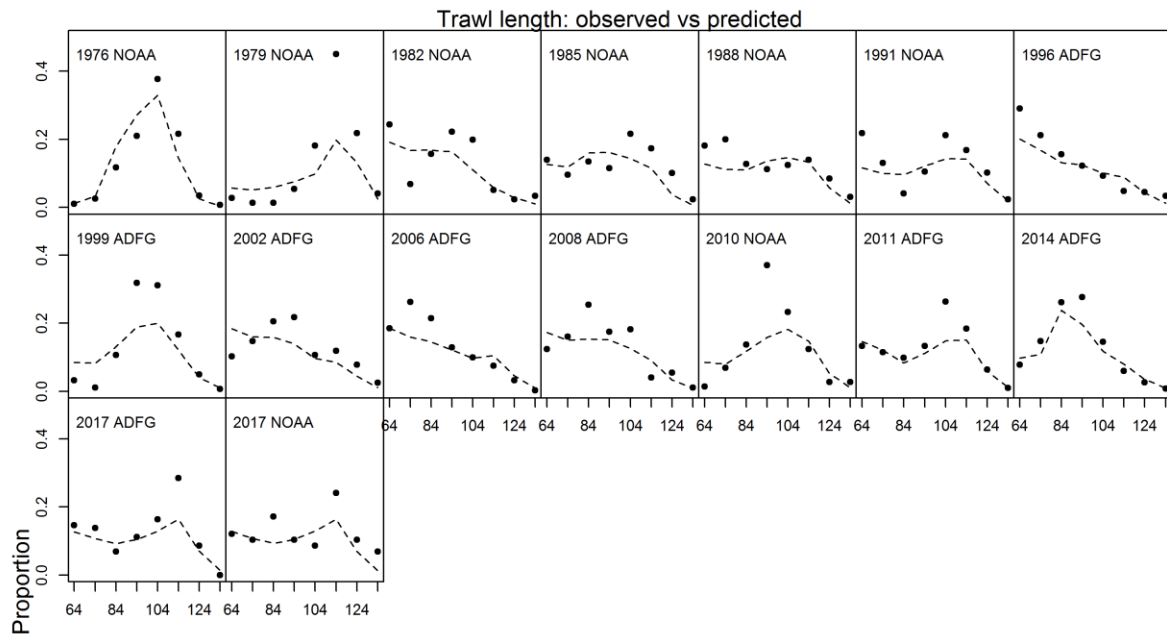 Trawl length: observed vs predicted
1976 NOAA 1979 NOAA 1982 NOAA 1985 NOAA 1988 NOAA 1991 NOAA 1996 ADFG
0.4
0.2
0.0
1999 ADFG 2002 ADFG 2006 ADFG 2008 ADFG 2010 NOAA 2011 ADFG 2014 ADFG
0.4
0.2
0.0
2017 ADFG 2017 NOAA 64 84 104 124 64 84 104 124 64 84 104 124 64 84 104 124 64 84 104 124
0.4
0.2
0.0
64 84 104 124 64 84 104 124
Proportion